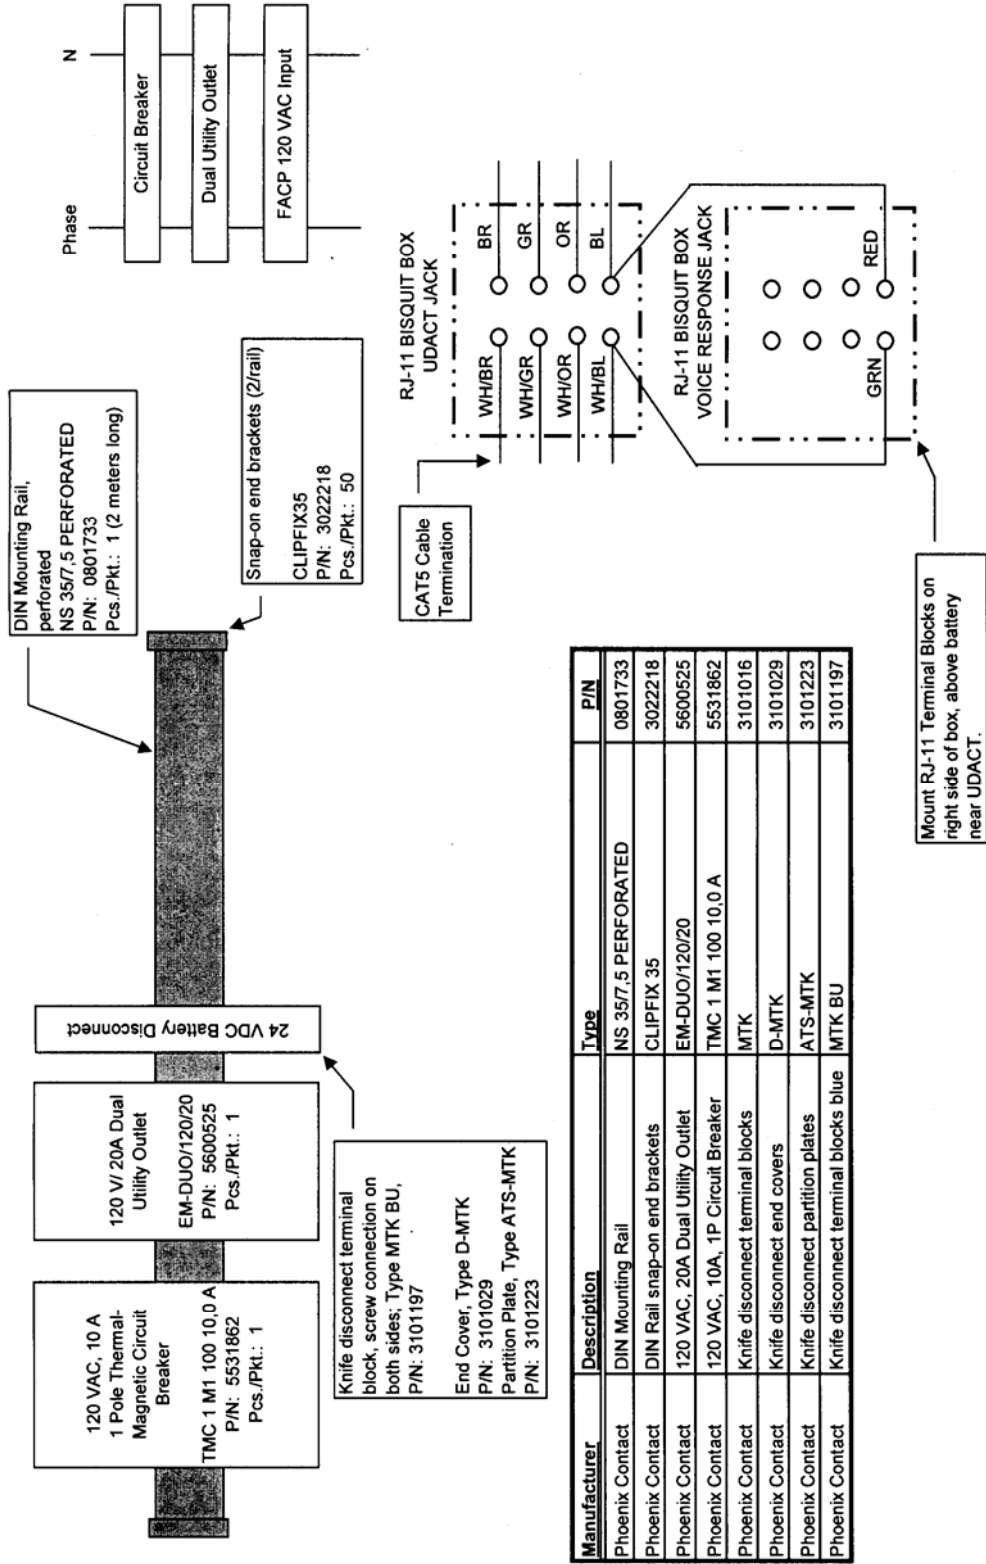 DIN Mounting Rail,
perforated
NS 35/7,5 PERFORATED
P/N: 0801733
Pcs./Pkt.: 1 (2 meters long)
Phase
N
Circuit Breaker
Dual Utility Outlet
FACP 120 VAC Input
120 VAC, 10 A
1 Pole Thermal-
Magnetic Circuit
Breaker
TMC 1 M1 100 10,0 A
P/N: 5531862
Pcs./Pkt.: 1
120 V/ 20A Dual
Utility Outlet
EM-DUO/120/20
P/N: 5600525
Pcs./Pkt.: 1
24 VDC Battery Disconnect
Snap-on end brackets (2/rail)
CLIPFIX35
P/N: 3022218
Pcs./Pkt.: 50
Knife disconnect terminal
block, screw connection on
both sides; Type MTK BU,
P/N: 3101197
End Cover, Type D-MTK
P/N: 3101029
Partition Plate, Type ATS-MTK
P/N: 3101223
CAT5 Cable
Termination
RJ-11 BISQUIT BOX
UDACT JACK
WH/BR
BR
WH/GR
GR
WH/OR
OR
WH/BL
BL
RJ-11 BISQUIT BOX
VOICE RESPONSE JACK
GRN
RED
Manufacturer Description Type P/N
Phoenix Contact DIN Mounting Rail NS 35/7,5 PERFORATED 0801733
Phoenix Contact DIN Rail snap-on end brackets CLIPFIX 35 3022218
Phoenix Contact 120 VAC, 20A Dual Utility Outlet EM-DUO/120/20 5600525
Phoenix Contact 120 VAC, 10A, 1P Circuit Breaker TMC 1 M1 100 10,0 A 5531862
Phoenix Contact Knife disconnect terminal blocks MTK 3101016
Phoenix Contact Knife disconnect end covers D-MTK 3101029
Phoenix Contact Knife disconnect partition plates ATS-MTK 3101223
Phoenix Contact Knife disconnect terminal blocks blue MTK BU 3101197
Mount RJ-11 Terminal Blocks on
right side of box, above battery
near UDACT.